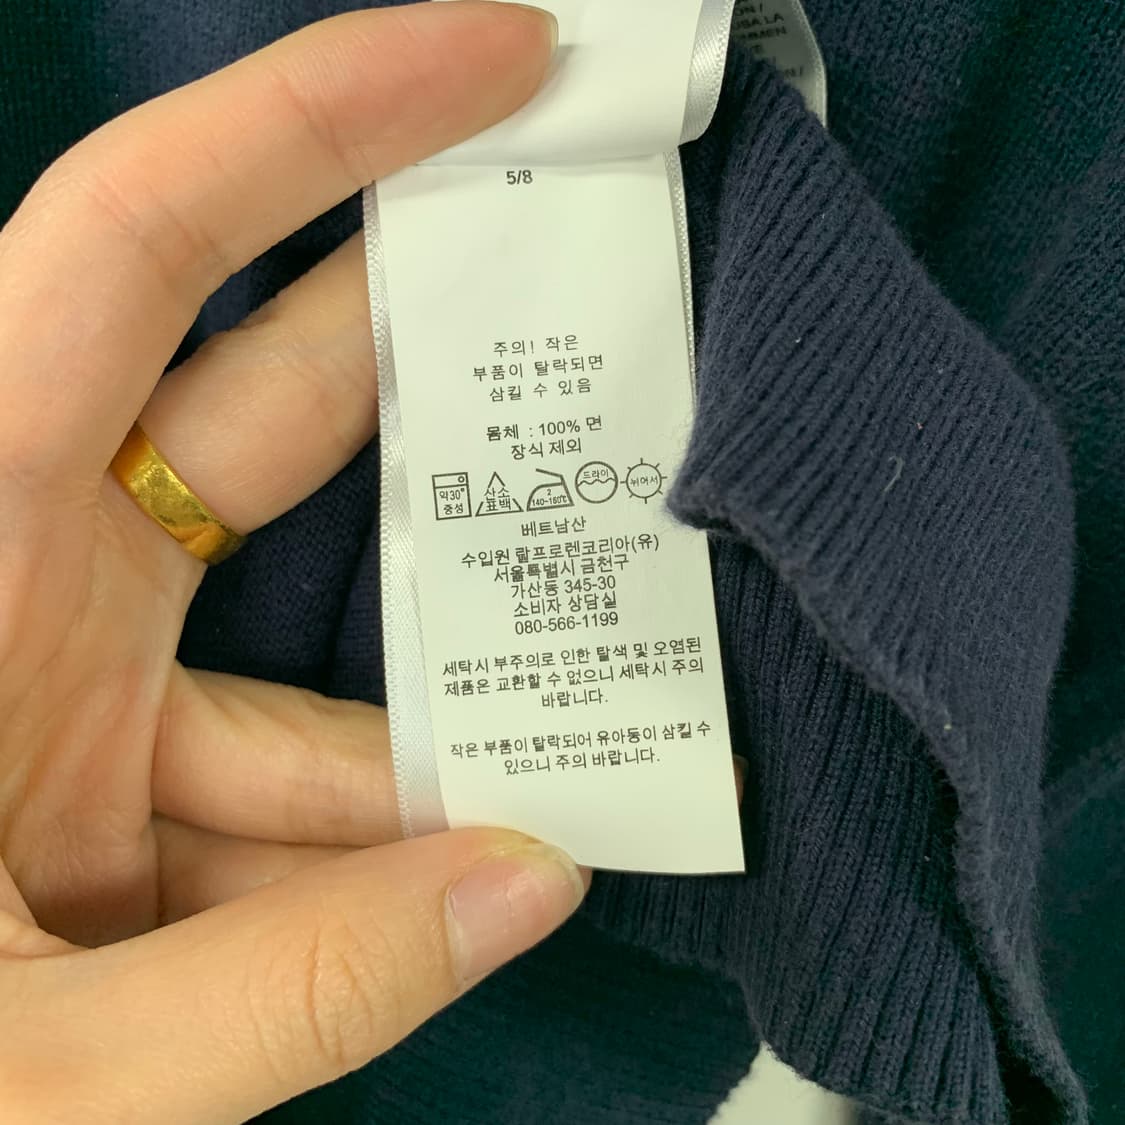 5/8
주의! 작은
부품이 탈락되면
삼킬 수 있음
몸체 : 100% 면
장식 제외
약30°
중성
산소
표백
2
140~160℃
드라이
뉘어서
베트남산
수입원 랄프로렌코리아(유)
서울특별시 금천구
가산동 345-30
소비자 상담실
080-566-1199
세탁시 부주의로 인한 탈색 및 오염된
제품은 교환할 수 없으니 세탁시 주의
바랍니다.
작은 부품이 탈락되어 유아동이 삼킬 수
있으니 주의 바랍니다.